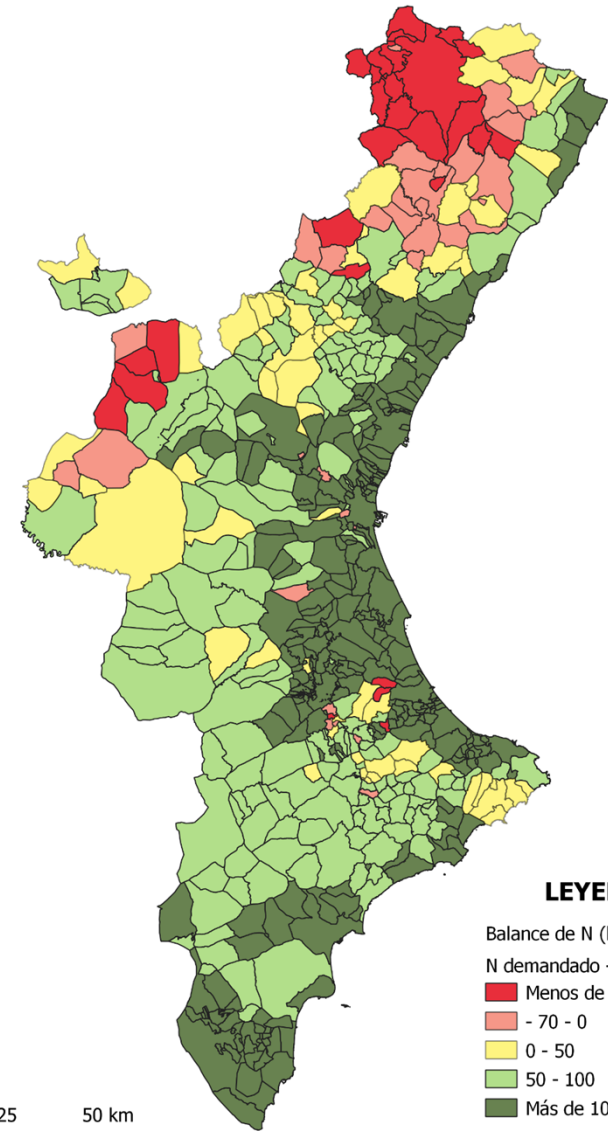 LEYE
Balance de N (
N demandado -
Menos de
- 70 - 0
0 - 50
50 - 100
Más de 10
25 50 km